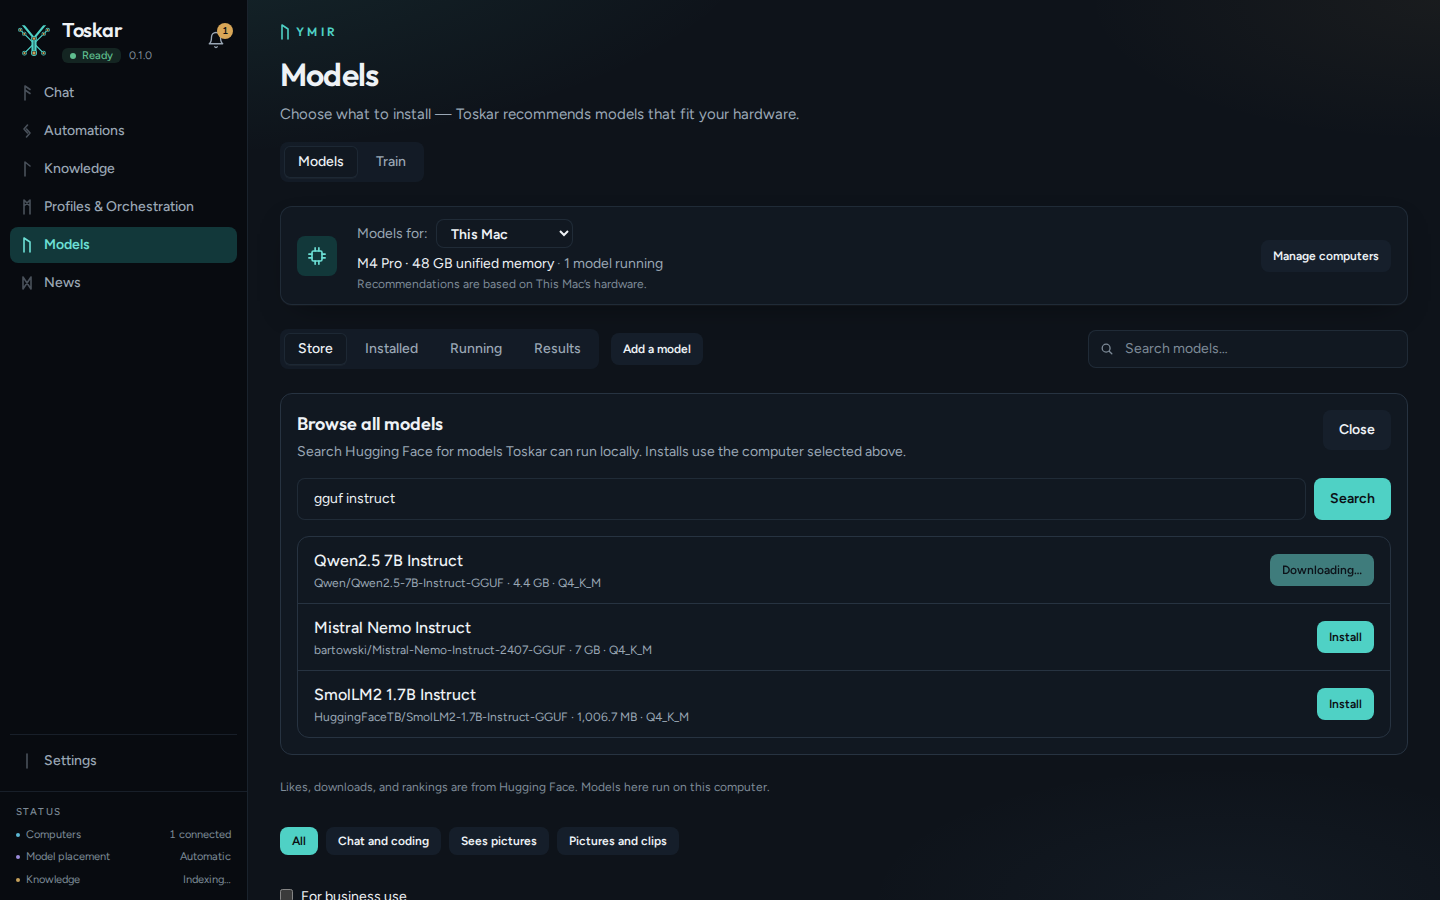 Toskar
Ready 0.1.0
1
Chat
Automations
Knowledge
Profiles & Orchestration
Models
News
Settings
STATUS
Computers 1 connected
Model placement Automatic
Knowledge Indexing...
YMIR
Models
Choose what to install — Toskar recommends models that fit your hardware.
Models Train
Models for: This Mac
M4 Pro · 48 GB unified memory · 1 model running
Recommendations are based on This Mac's hardware.
Manage computers
Store Installed Running Results Add a model
Search models...
Browse all models
Search Hugging Face for models Toskar can run locally. Installs use the computer selected above.
Close
gguf instruct
Search
Qwen2.5 7B Instruct
Qwen/Qwen2.5-7B-Instruct-GGUF · 4.4 GB · Q4_K_M
Downloading...
Mistral Nemo Instruct
bartowski/Mistral-Nemo-Instruct-2407-GGUF · 7 GB · Q4_K_M
Install
SmolLM2 1.7B Instruct
HuggingFaceTB/SmolLM2-1.7B-Instruct-GGUF · 1,006.7 MB · Q4_K_M
Install
Likes, downloads, and rankings are from Hugging Face. Models here run on this computer.
All Chat and coding Sees pictures Pictures and clips
For business use